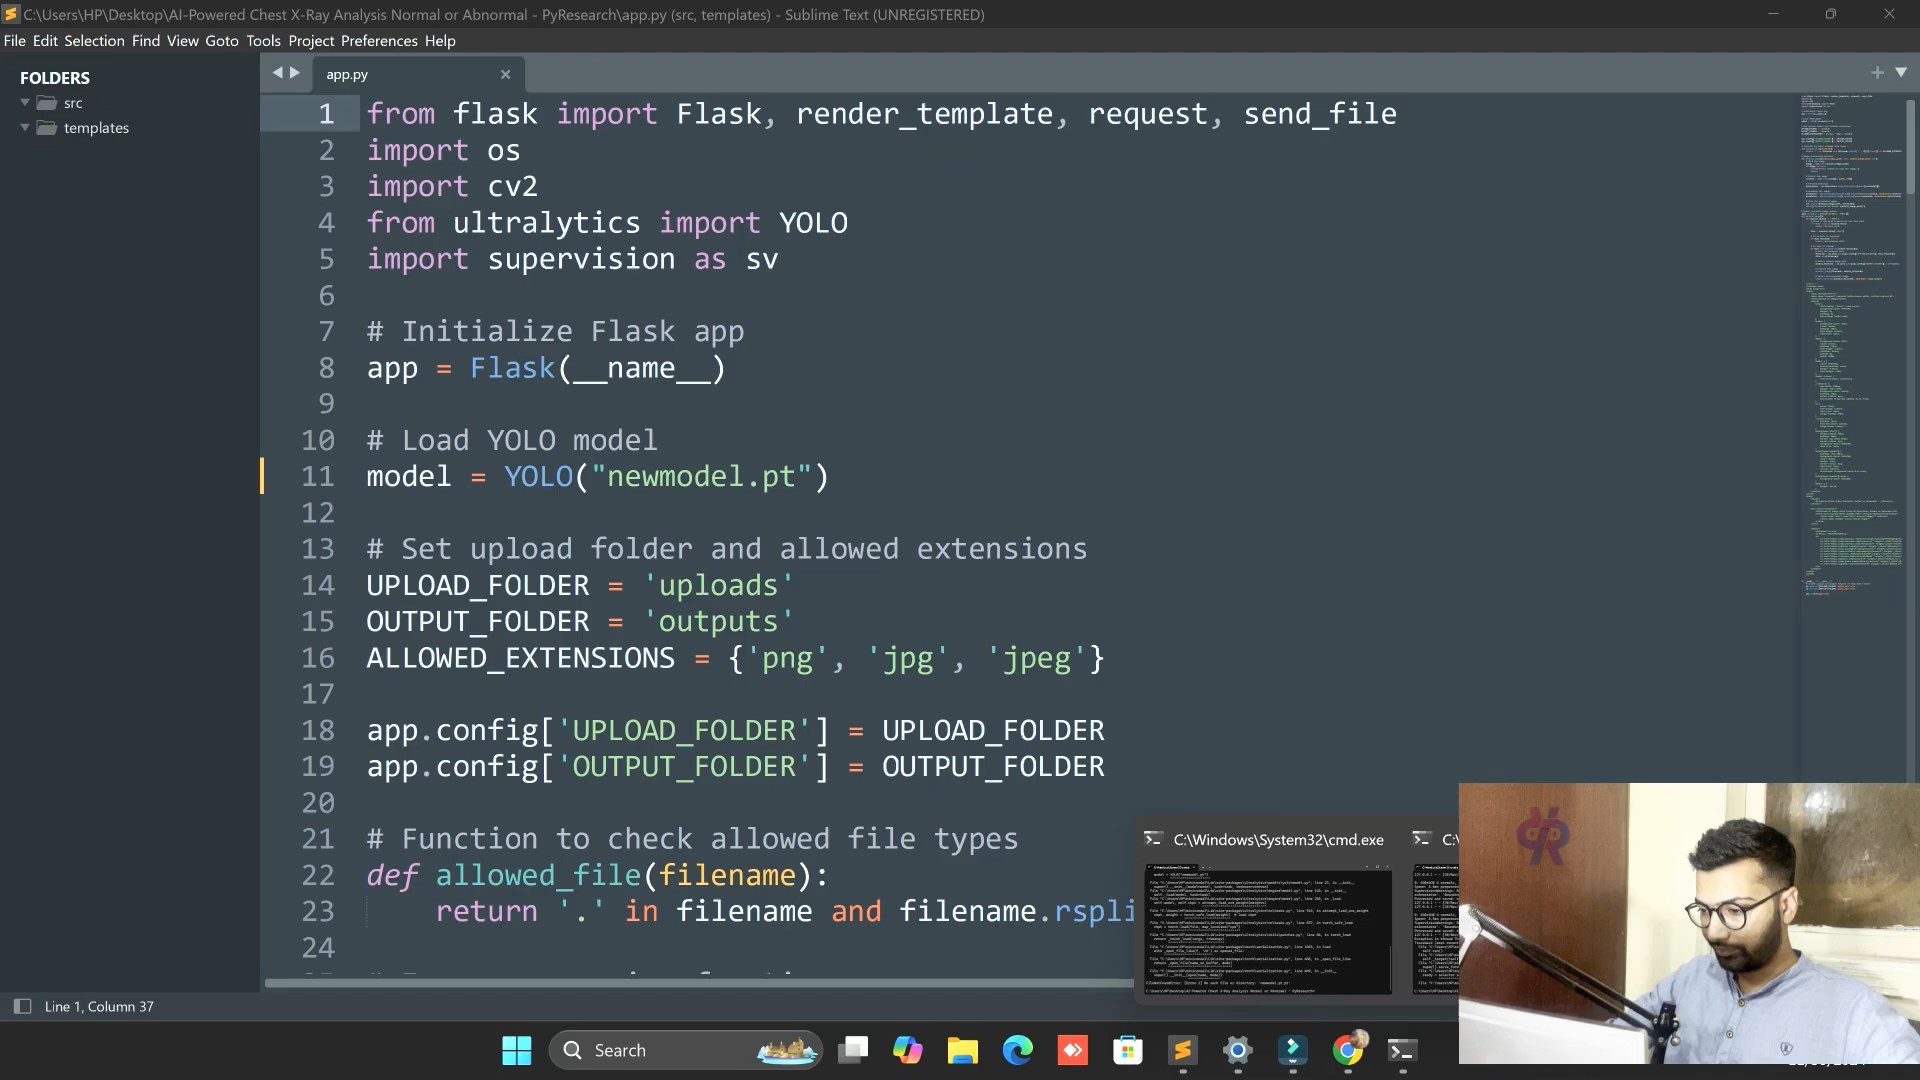 C:\Users\HP\Desktop\AI-Powered Chest X-Ray Analysis Normal or Abnormal - PyResearch\app.py (src, templates) - Sublime Text (UNREGISTERED)
File Edit Selection Find View Goto Tools Project Preferences Help
FOLDERS
src
templates
app.py
1 from flask import Flask, render_template, request, send_file
2 import os
3 import cv2
4 from ultralytics import YOLO
5 import supervision as sv
6
7 # Initialize Flask app
8 app = Flask(__name__)
9
10 # Load YOLO model
11 model = YOLO("newmodel.pt")
12
13 # Set upload folder and allowed extensions
14 UPLOAD_FOLDER = 'uploads'
15 OUTPUT_FOLDER = 'outputs'
16 ALLOWED_EXTENSIONS = {'png', 'jpg', 'jpeg'}
17
18 app.config['UPLOAD_FOLDER'] = UPLOAD_FOLDER
19 app.config['OUTPUT_FOLDER'] = OUTPUT_FOLDER
20
21 # Function to check allowed file types
22 def allowed_file(filename):
23 return '.' in filename and filename.rspli
24
C:\Windows\System32\cmd.exe
C:\
Line 1, Column 37
Search